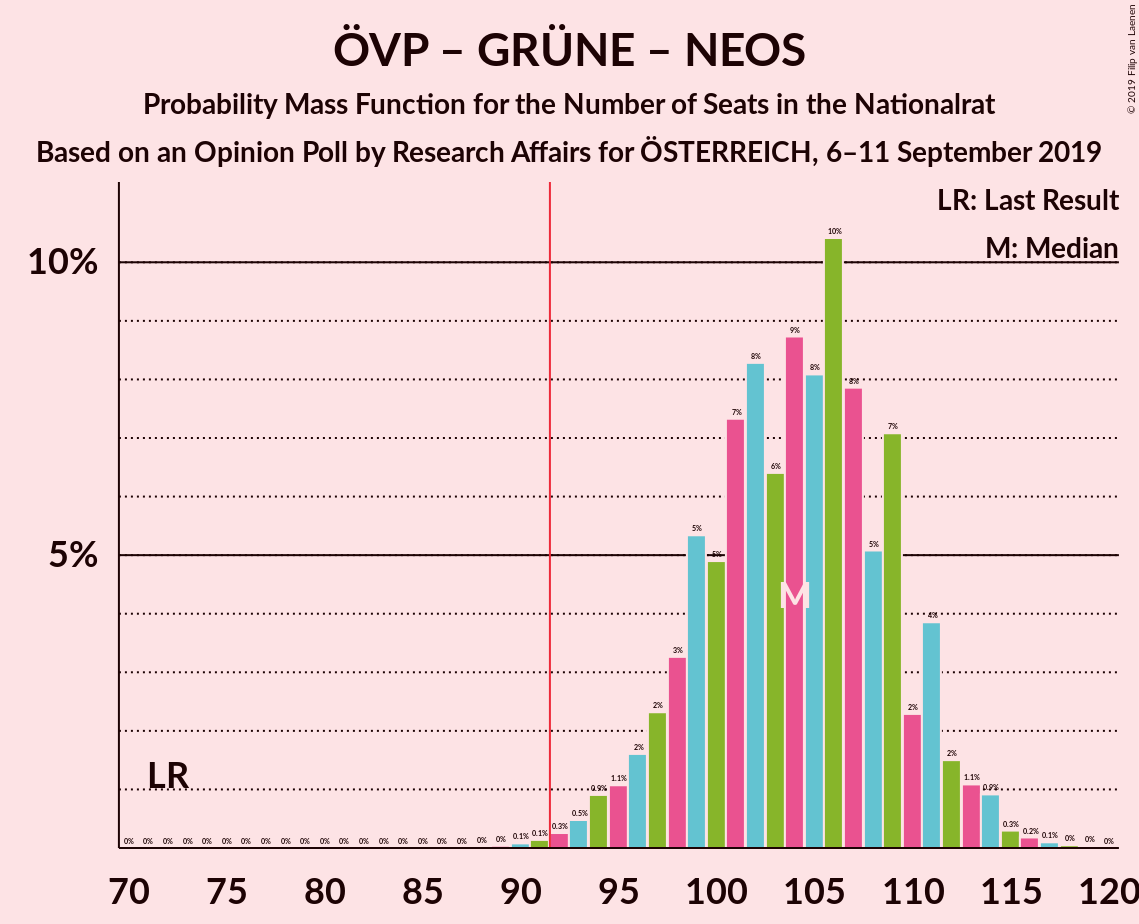 © 2019 Filip van Laenen
ÖVP – GRÜNE – NEOS
Probability Mass Function for the Number of Seats in the Nationalrat
Based on an Opinion Poll by Research Affairs for ÖSTERREICH, 6–11 September 2019
LR: Last Result
M: Median
10%
5%
LR
M
0% 0% 0% 0% 0% 0% 0% 0% 0% 0% 0% 0% 0% 0% 0% 0% 0% 0% 0% 0% 0.1% 0.1% 0.3% 0.5% 0.9% 1.1% 2% 2% 3% 5% 5% 7% 8% 6% 9% 8% 10% 8% 5% 7% 2% 4% 2% 1.1% 0.9% 0.3% 0.2% 0.1% 0% 0% 0%
70 75 80 85 90 95 100 105 110 115 120